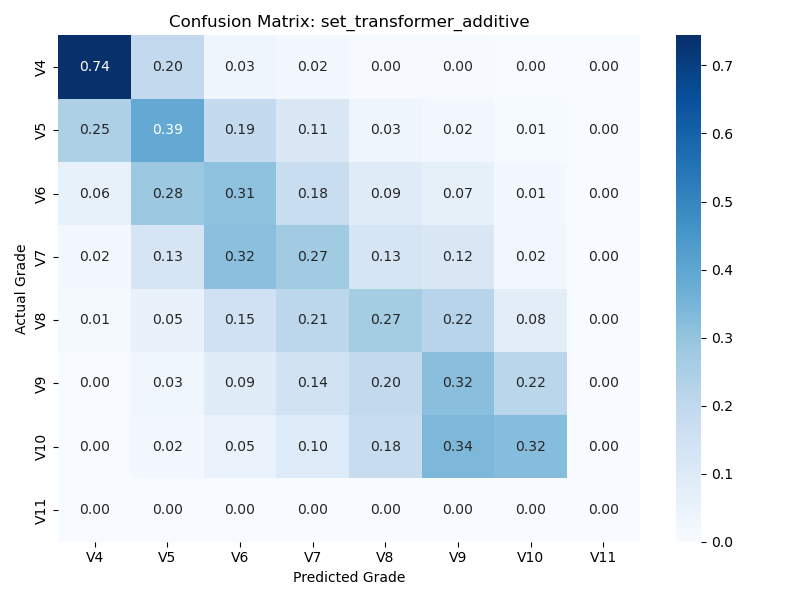 Confusion Matrix: set_transformer_additive
Actual Grade
V4 0.74 0.20 0.03 0.02 0.00 0.00 0.00 0.00
V5 0.25 0.39 0.19 0.11 0.03 0.02 0.01 0.00
V6 0.06 0.28 0.31 0.18 0.09 0.07 0.01 0.00
V7 0.02 0.13 0.32 0.27 0.13 0.12 0.02 0.00
V8 0.01 0.05 0.15 0.21 0.27 0.22 0.08 0.00
V9 0.00 0.03 0.09 0.14 0.20 0.32 0.22 0.00
V10 0.00 0.02 0.05 0.10 0.18 0.34 0.32 0.00
V11 0.00 0.00 0.00 0.00 0.00 0.00 0.00 0.00
V4 V5 V6 V7 V8 V9 V10 V11
Predicted Grade
0.7
0.6
0.5
0.4
0.3
0.2
0.1
0.0